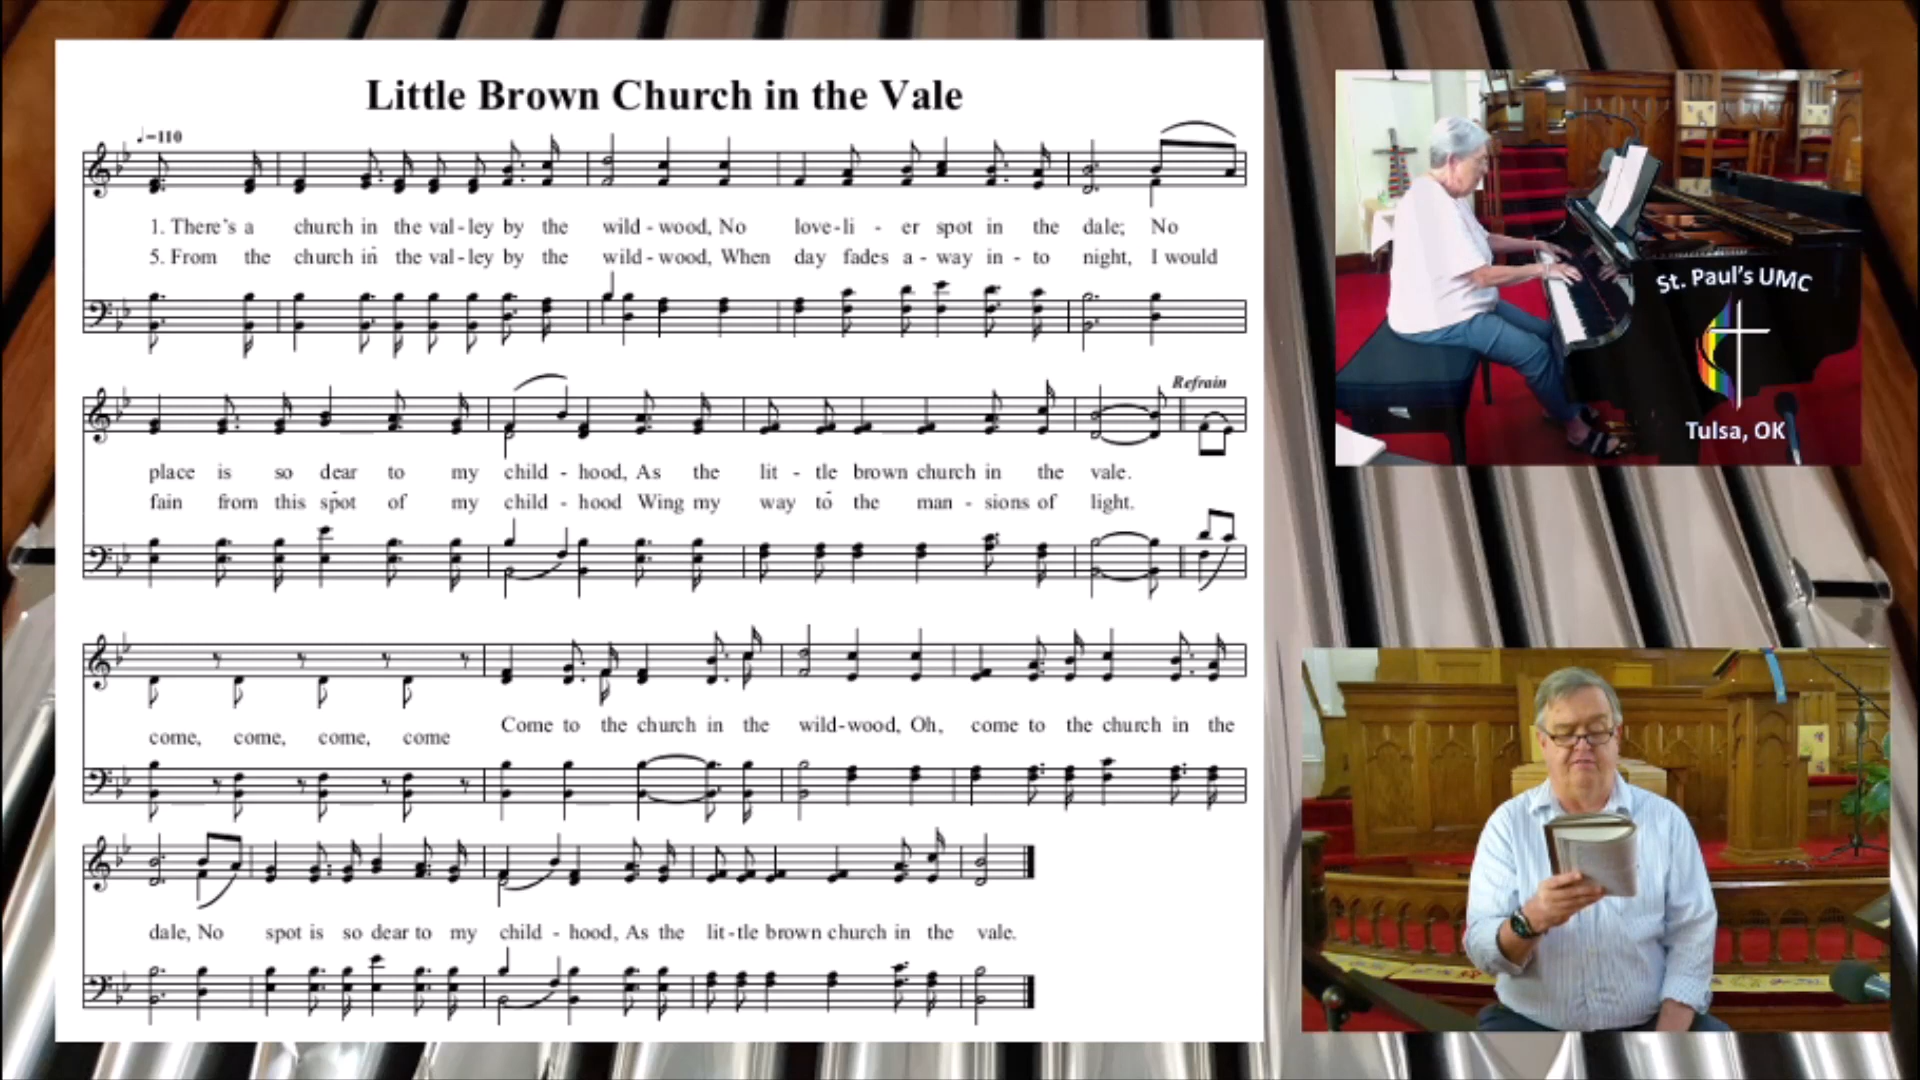 Little Brown Church in the Vale
♩=110
1. There's a church in the val-ley by the wild-wood, No love-li-er spot in the dale; No
5. From the church in the val-ley by the wild-wood, When day fades a-way in-to night, I would
Refrain
place is so dear to my child-hood, As the lit-tle brown church in the vale.
fain from this spot of my child-hood Wing my way to the man-sions of light.
come, come, come, come Come to the church in the wild-wood, Oh, come to the church in the
dale, No spot is so dear to my child-hood, As the lit-tle brown church in the vale.
St. Paul's UMC
Tulsa, OK